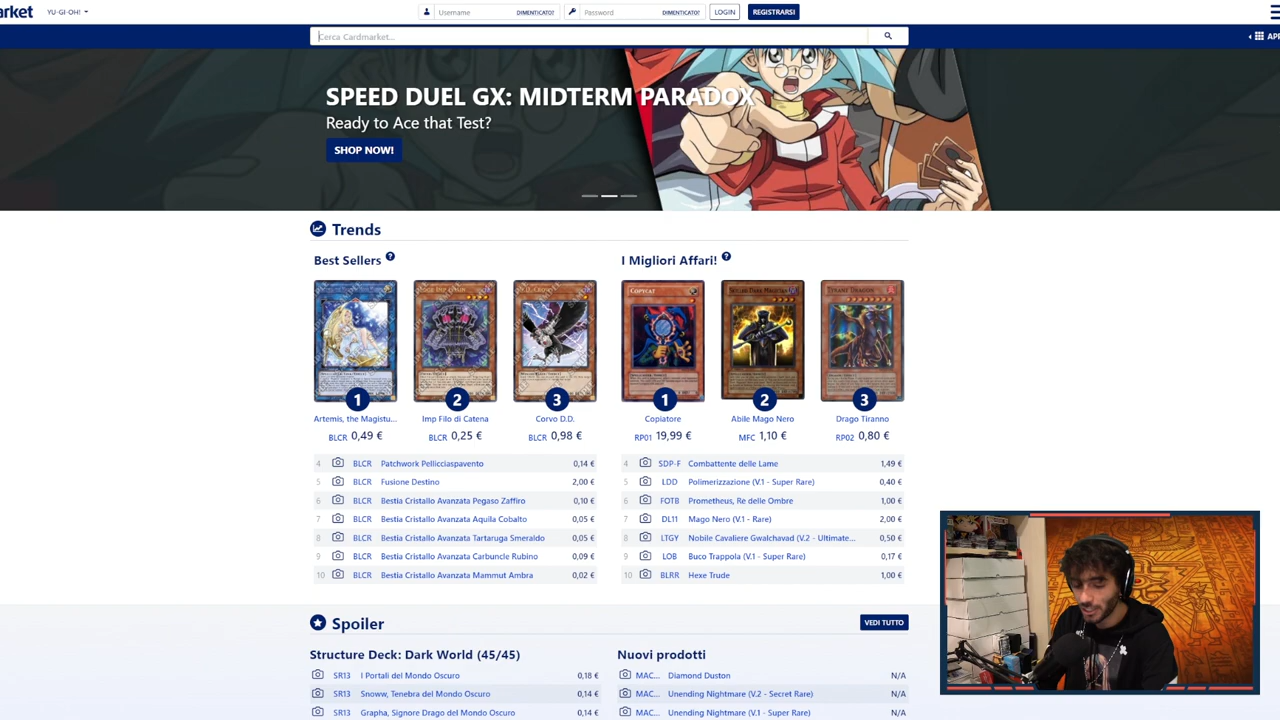 arket YU-GI-OH! Username DIMENTICATO? Password DIMENTICATO? LOGIN REGISTRARSI
Cerca Cardmarket...
SPEED DUEL GX: MIDTERM PARADOX
Ready to Ace that Test?
SHOP NOW!
Trends
Best Sellers
1 2 3
Artemis, the Magistu... Imp Filo di Catena Corvo D.D.
BLCR 0,49 € BLCR 0,25 € BLCR 0,98 €
4 BLCR Patchwork Pellicciaspavento 0,14 €
5 BLCR Fusione Destino 2,00 €
6 BLCR Bestia Cristallo Avanzata Pegaso Zaffiro 0,10 €
7 BLCR Bestia Cristallo Avanzata Aquila Cobalto 0,05 €
8 BLCR Bestia Cristallo Avanzata Tartaruga Smeraldo 0,05 €
9 BLCR Bestia Cristallo Avanzata Carbuncle Rubino 0,09 €
10 BLCR Bestia Cristallo Avanzata Mammut Ambra 0,02 €
I Migliori Affari!
COPYCAT TYRANT DRAGON
1 2 3
Copiatore Abile Mago Nero Drago Tiranno
RP01 19,99 € MFC 1,10 € RP02 0,80 €
4 SDP-F Combattente delle Lame 1,49 €
5 LDD Polimerizzazione (V.1 - Super Rare) 0,40 €
6 FOTB Prometheus, Re delle Ombre 1,00 €
7 DL11 Mago Nero (V.1 - Rare) 2,00 €
8 LTGY Nobile Cavaliere Gwalchavad (V.2 - Ultimate... 0,50 €
9 LOB Buco Trappola (V.1 - Super Rare) 0,17 €
10 BLRR Hexe Trude 1,00 €
Spoiler VEDI TUTTO
Structure Deck: Dark World (45/45)
SR13 I Portali del Mondo Oscuro 0,18 €
SR13 Snoww, Tenebra del Mondo Oscuro 0,14 €
SR13 Grapha, Signore Drago del Mondo Oscuro 0,14 €
Nuovi prodotti
MAC... Diamond Duston N/A
MAC... Unending Nightmare (V.2 - Secret Rare) N/A
MAC... Unending Nightmare (V.1 - Super Rare) N/A